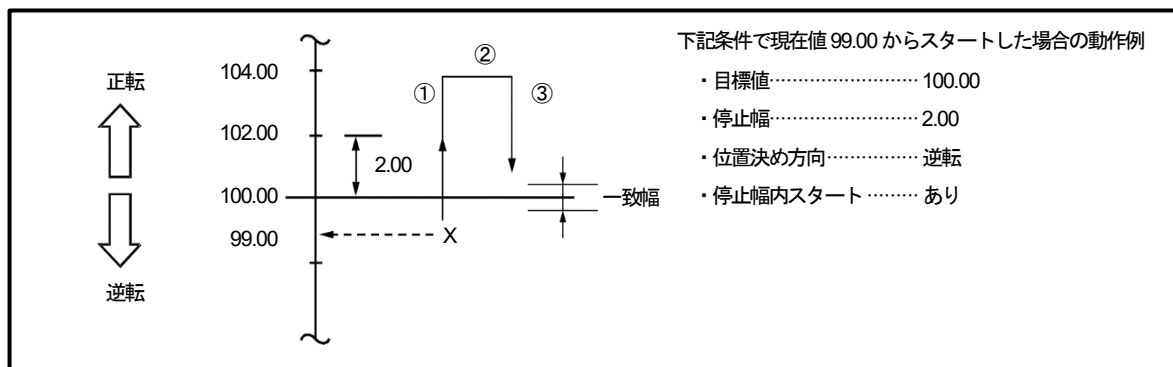 下記条件で現在値 99.00 からスタートした場合の動作例
・目標値……………………… 100.00
・停止幅……………………… 2.00
・位置決め方向……………… 逆転
・停止幅内スタート ……… あり
正転
逆転
104.00
102.00
100.00
99.00
2.00
①
②
③
X
一致幅